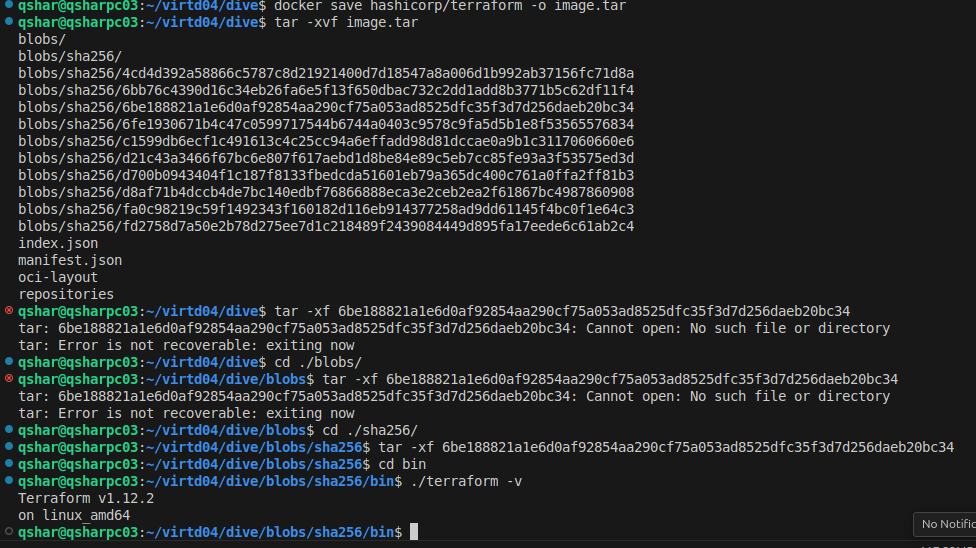 qshar@qsharpc03:~/virtd04/dive$ docker save hashicorp/terraform -o image.tar
qshar@qsharpc03:~/virtd04/dive$ tar -xvf image.tar
blobs/
blobs/sha256/
blobs/sha256/4cd4d392a58866c5787c8d21921400d7d18547a8a006d1b992ab37156fc71d8a
blobs/sha256/6bb76c4390d16c34eb26fa6e5f13f650dbac732c2dd1add8b3771b5c62df11f4
blobs/sha256/6be188821a1e6d0af92854aa290cf75a053ad8525dfc35f3d7d256daeb20bc34
blobs/sha256/6fe1930671b4c47c0599717544b6744a0403c9578c9fa5d5b1e8f53565576834
blobs/sha256/c1599db6ecf1c491613c4c25cc94a6effadd98d81dccae0a9b1c3117060660e6
blobs/sha256/d21c43a3466f67bc6e807f617aebd1d8be84e89c5eb7cc85fe93a3f53575ed3d
blobs/sha256/d700b0943404f1c187f8133fbedcda51601eb79a365dc400c761a0ffa2ff81b3
blobs/sha256/d8af71b4dccb4de7bc140edbf76866888eca3e2ceb2ea2f61867bc4987860908
blobs/sha256/fa0c98219c59f1492343f160182d116eb914377258ad9dd61145f4bc0f1e64c3
blobs/sha256/fd2758d7a50e2b78d275ee7d1c218489f2439084449d895fa17eede6c61ab2c4
index.json
manifest.json
oci-layout
repositories
qshar@qsharpc03:~/virtd04/dive$ tar -xf 6be188821a1e6d0af92854aa290cf75a053ad8525dfc35f3d7d256daeb20bc34
tar: 6be188821a1e6d0af92854aa290cf75a053ad8525dfc35f3d7d256daeb20bc34: Cannot open: No such file or directory
tar: Error is not recoverable: exiting now
qshar@qsharpc03:~/virtd04/dive$ cd ./blobs/
qshar@qsharpc03:~/virtd04/dive/blobs$ tar -xf 6be188821a1e6d0af92854aa290cf75a053ad8525dfc35f3d7d256daeb20bc34
tar: 6be188821a1e6d0af92854aa290cf75a053ad8525dfc35f3d7d256daeb20bc34: Cannot open: No such file or directory
tar: Error is not recoverable: exiting now
qshar@qsharpc03:~/virtd04/dive/blobs$ cd ./sha256/
qshar@qsharpc03:~/virtd04/dive/blobs/sha256$ tar -xf 6be188821a1e6d0af92854aa290cf75a053ad8525dfc35f3d7d256daeb20bc34
qshar@qsharpc03:~/virtd04/dive/blobs/sha256$ cd bin
qshar@qsharpc03:~/virtd04/dive/blobs/sha256/bin$ ./terraform -v
Terraform v1.12.2
on linux_amd64
qshar@qsharpc03:~/virtd04/dive/blobs/sha256/bin$
No Notific